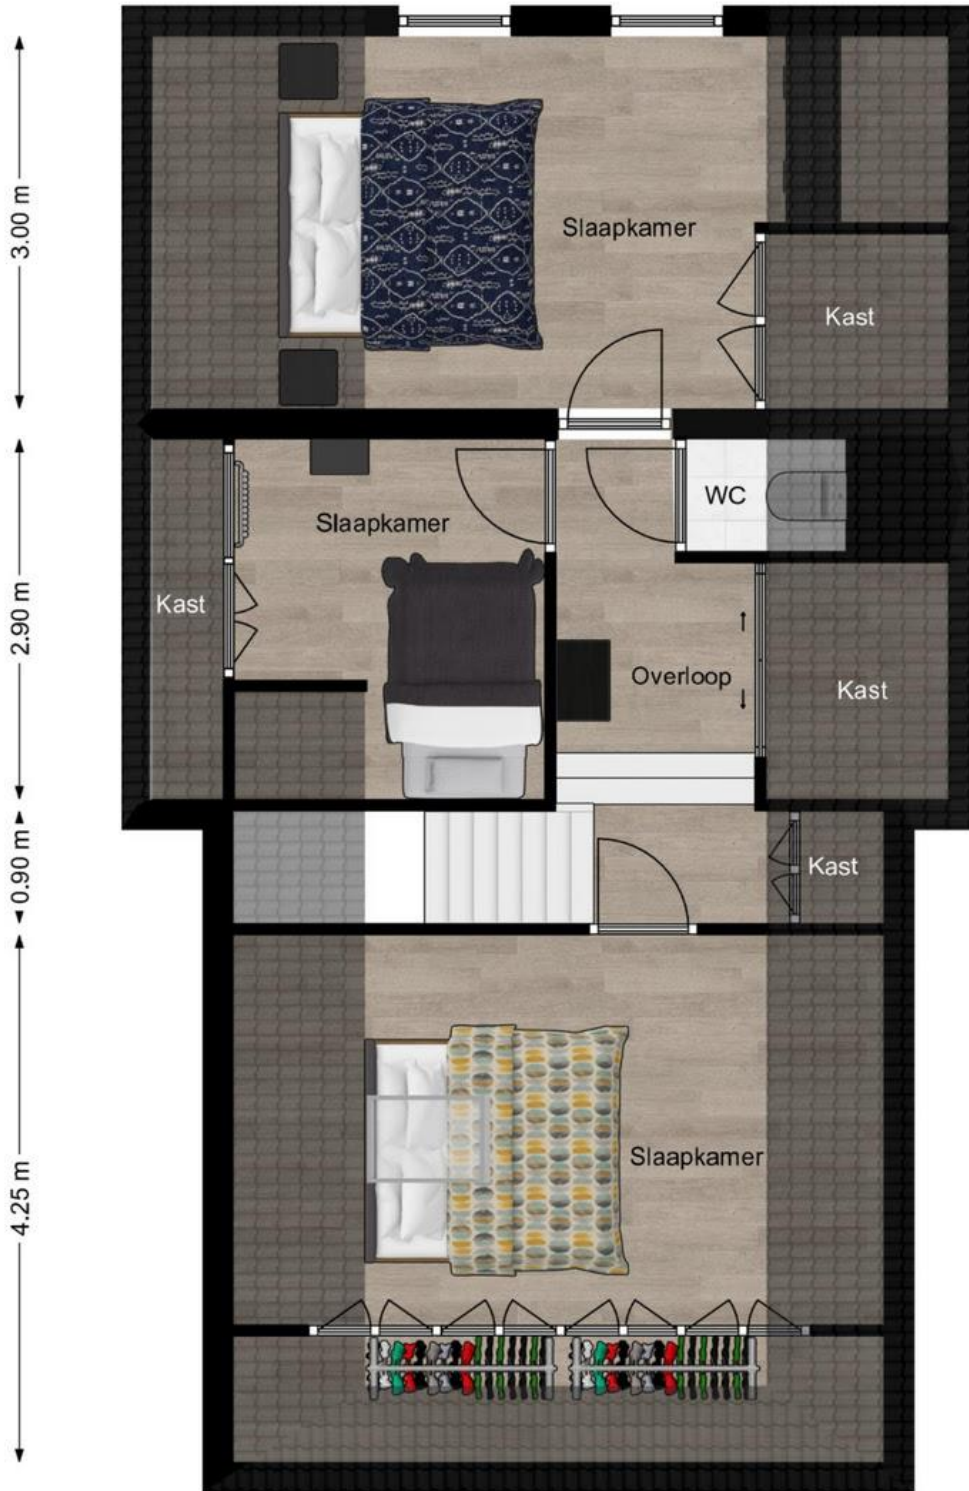 3.00 m
Slaapkamer
Kast
2.90 m
WC
Slaapkamer
Kast
Overloop
Kast
0.90 m
Kast
4.25 m
Slaapkamer